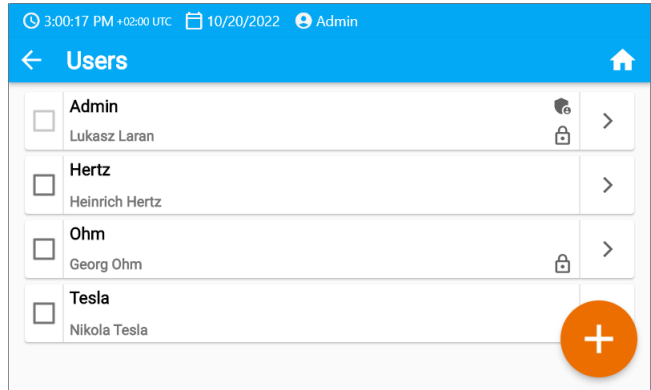 3:00:17 PM +02:00 UTC 10/20/2022 Admin
Users
Admin
Lukasz Laran
Hertz
Heinrich Hertz
Ohm
Georg Ohm
Tesla
Nikola Tesla